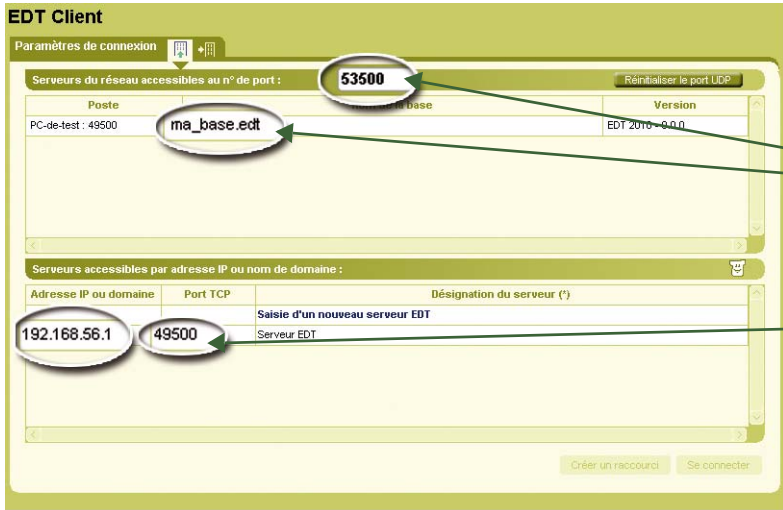 EDT Client
Paramètres de connexion
Serveurs du réseau accessibles au n° de port : 53500 Réinitialiser le port UDP
Poste la base Version
PC-de-test : 49500 ma_base.edt EDT 2010 - 9.0.0
Serveurs accessibles par adresse IP ou nom de domaine :
Adresse IP ou domaine Port TCP Désignation du serveur (*)
Saisie d'un nouveau serveur EDT
192.168.56.1 49500 Serveur EDT
Créer un raccourci Se connecter